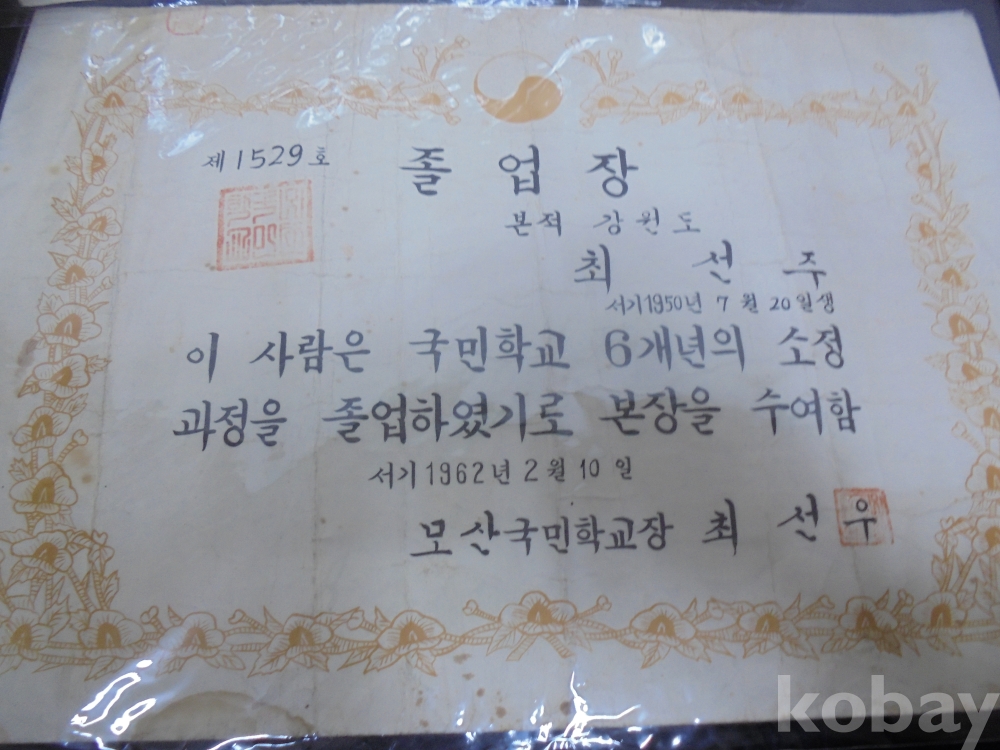 제1529호
졸업장
본적 강원도
최선주
서기1950년 7월 20일생
이 사람은 국민학교 6개년의 소정
과정을 졸업하였기로 본장을 수여함
서기1962년 2월 10일
모산국민학교장 최선우
kobay